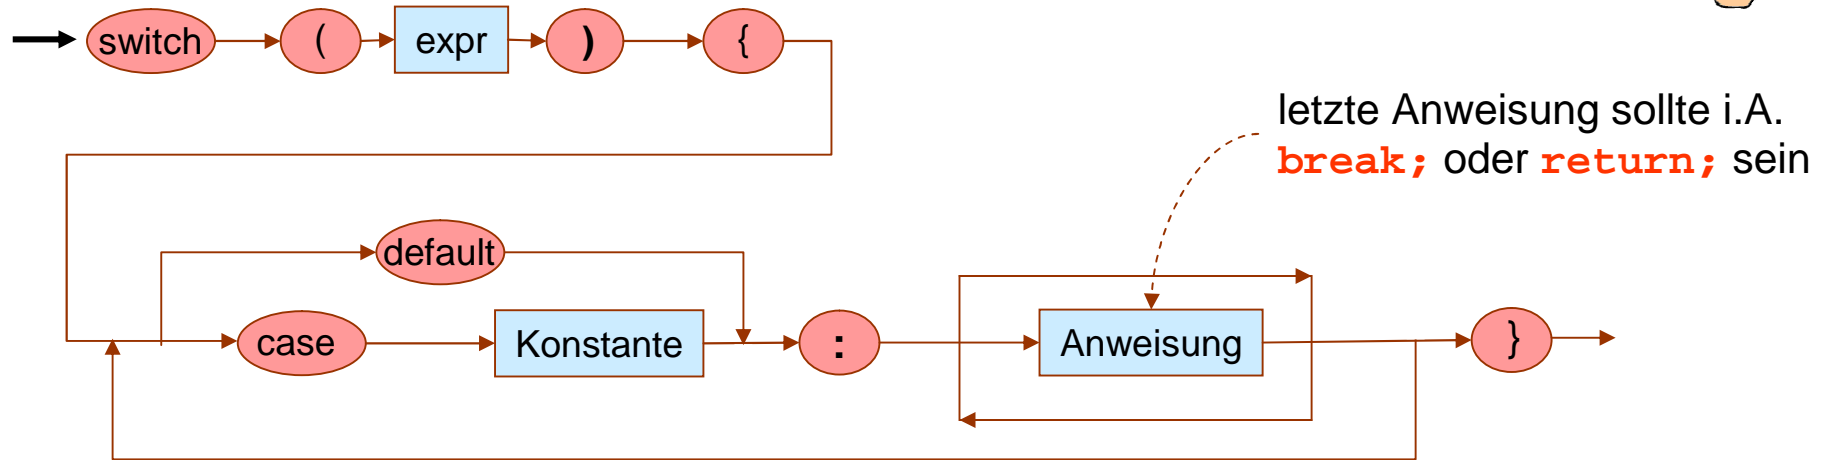 switch ( expr ) {
letzte Anweisung sollte i.A.
break; oder return; sein
default
case Konstante : Anweisung }